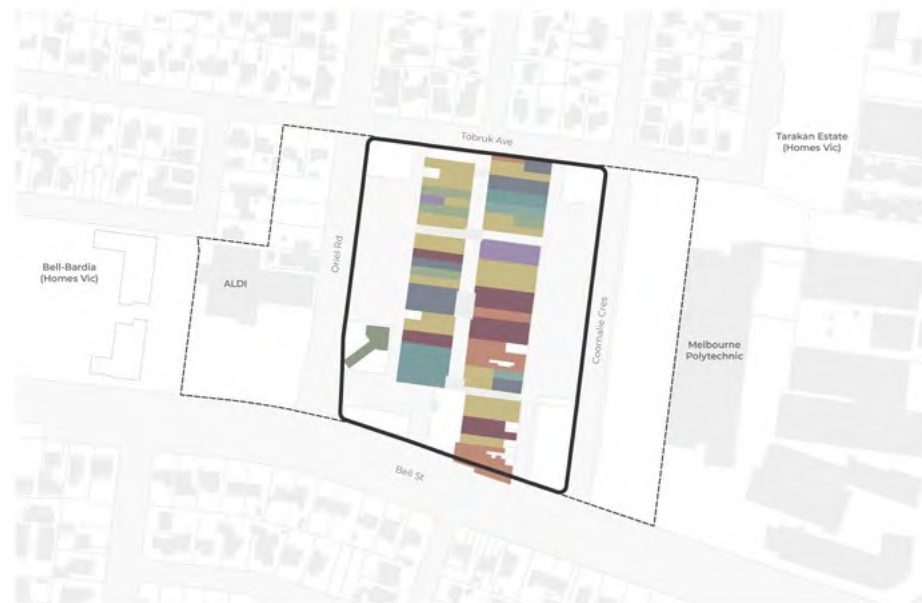 Tobruk Ave
Tarakan Estate
(Homes Vic)
Oriel Rd
Bell-Bardia
(Homes Vic)
ALDI
Coomalie Cres
Melbourne
Polytechnic
Bell St